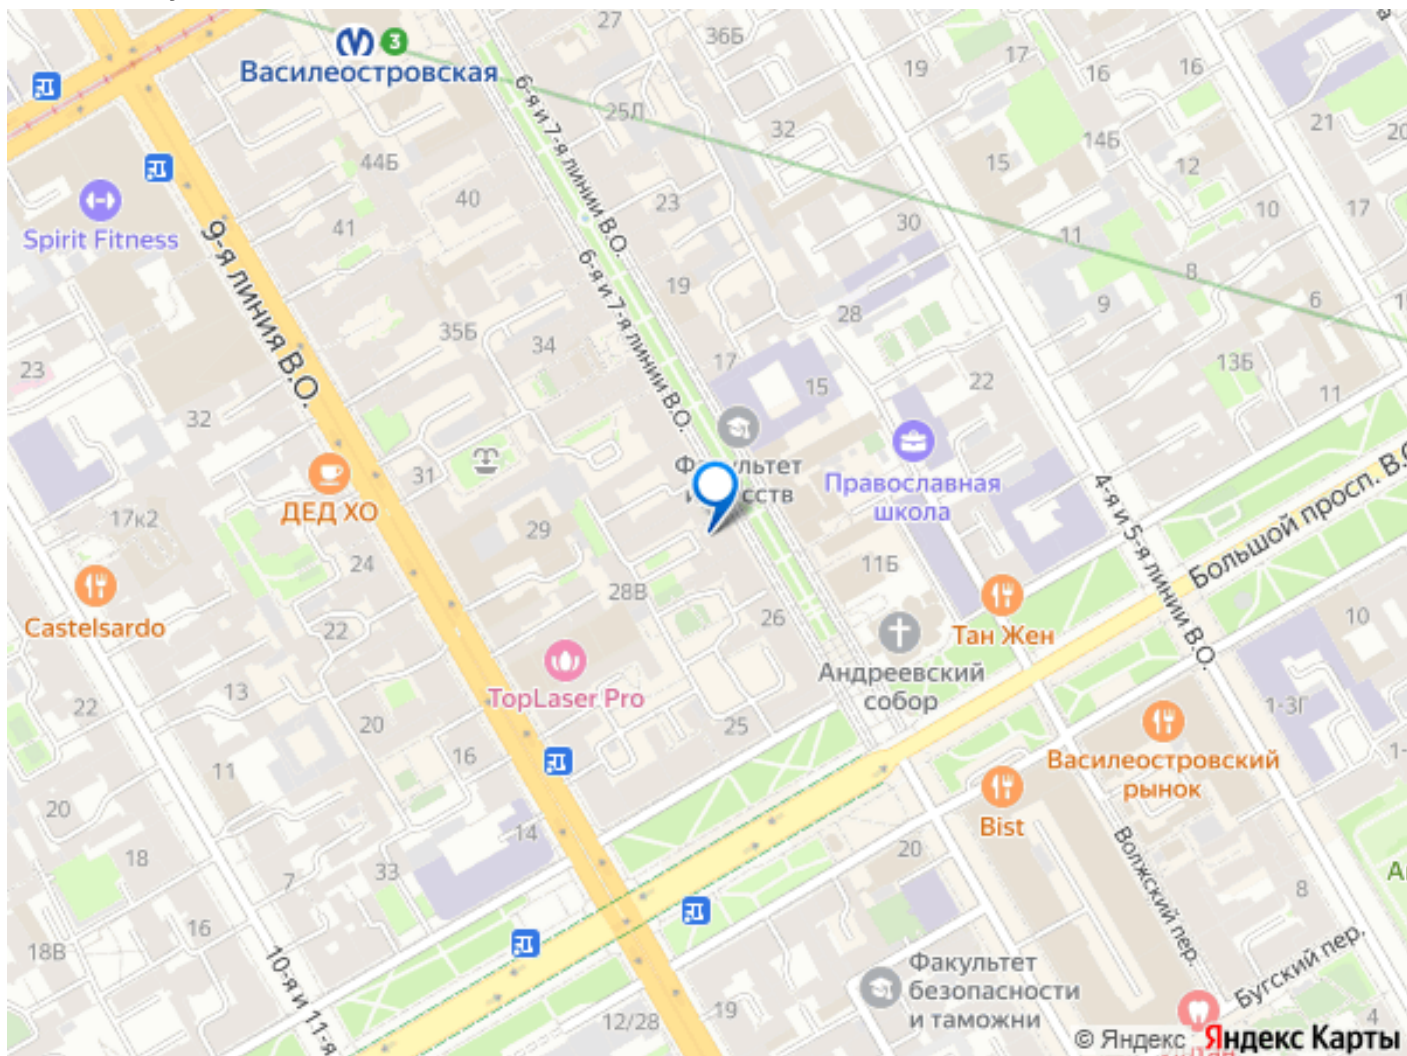 27
36Б
3
Василеостровская
19
17
16
16
25Л
32
21
20
14Б
44Б
15
12
6-я и 7-я линии В.О.
40
23
10
17
Spirit Fitness
41
30
11
8
6-я и 7-я линии В.О.
19
9
6
28
9-я линия В.О.
35Б
34
17
13Б
23
15
22
11
32
Факультет
31
Православная
школа
ДЕД ХО
17к2
29
4-я и 5-я линии В.О.
Большой просп. В.О.
24
11Б
28В
Castelsardo
22
26
Тан Жен
10
Андреевский
собор
13
TopLaser Pro
22
20
25
1-3Г
16
11
Василеостровский
рынок
20
Bist
14
18
7
33
20
Волжский пер.
8
16
18В
10-я и 11-я
Факультет
безопасности
и таможни
Бугский пер.
12/28
19
4
© Яндекс Яндекс Карты